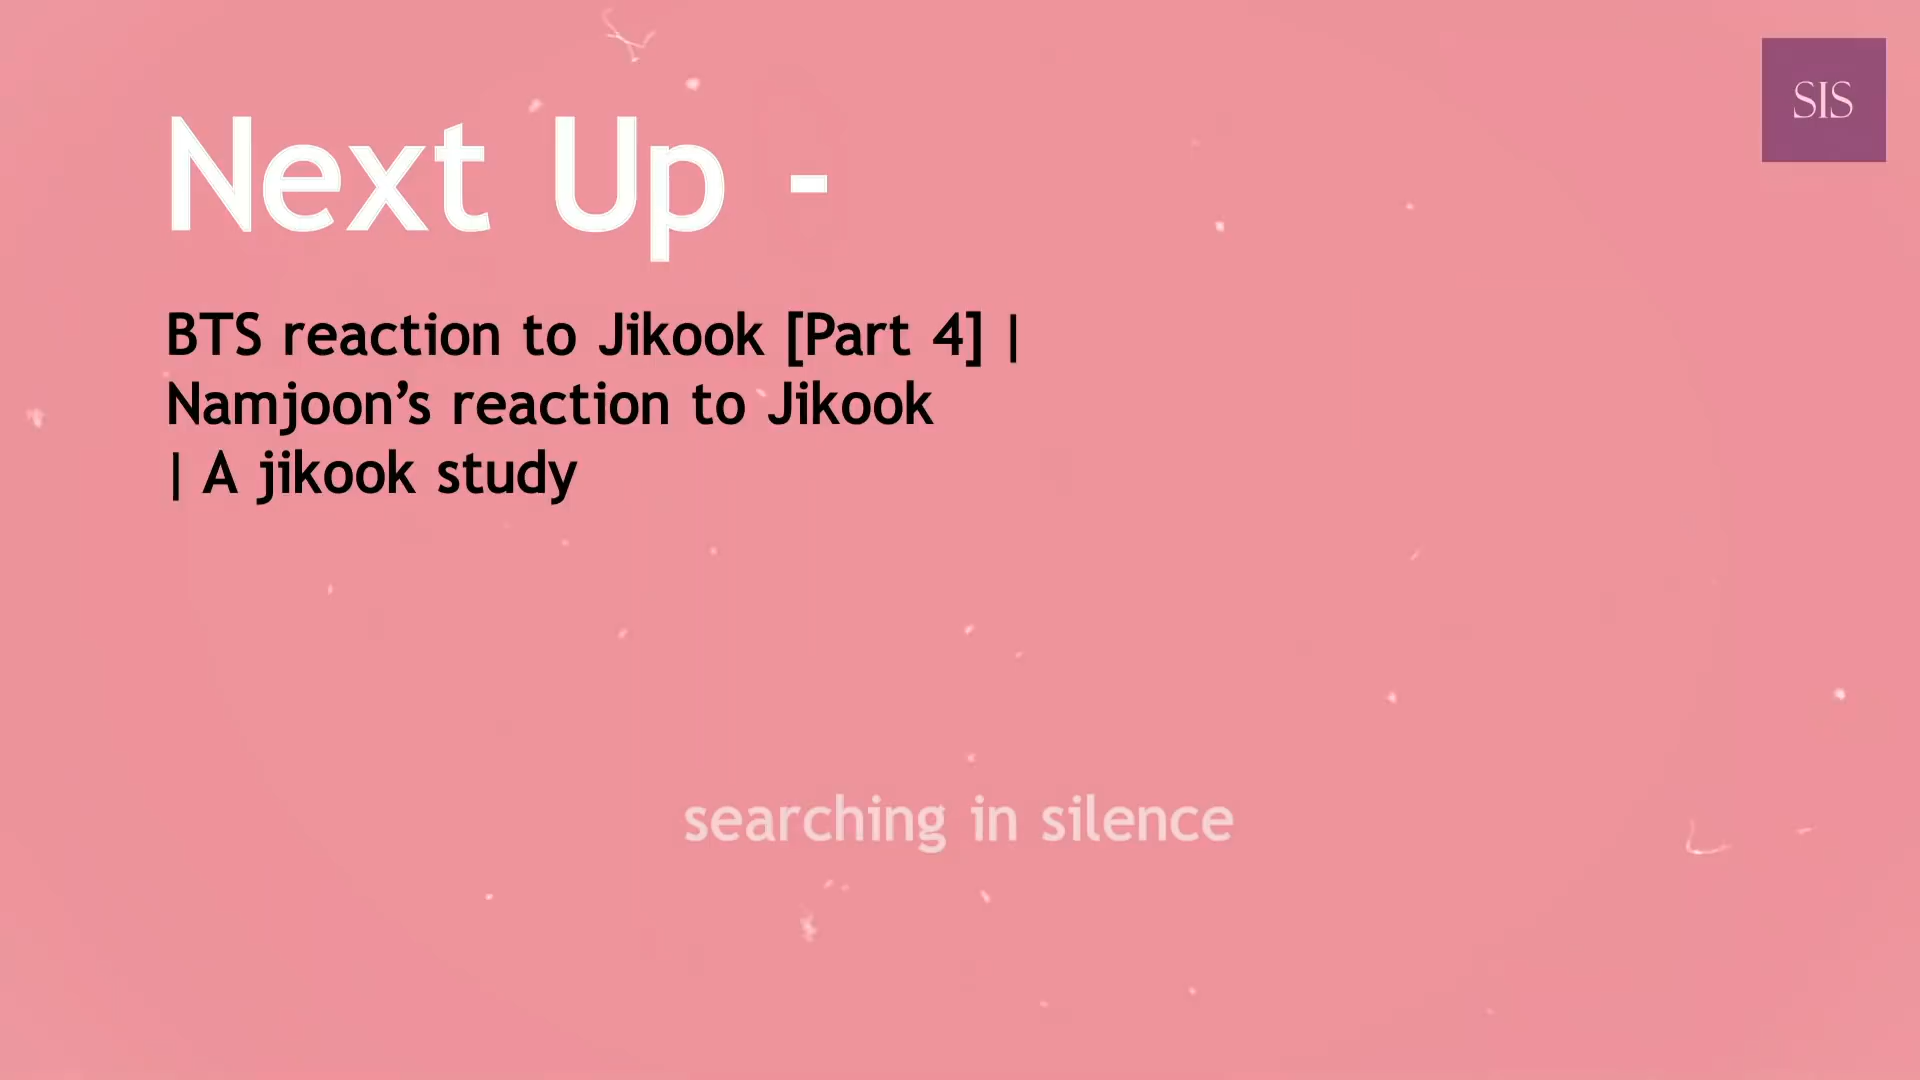 SIS
Next Up -
BTS reaction to Jikook [Part 4] |
Namjoon’s reaction to Jikook
| A jikook study
searching in silence